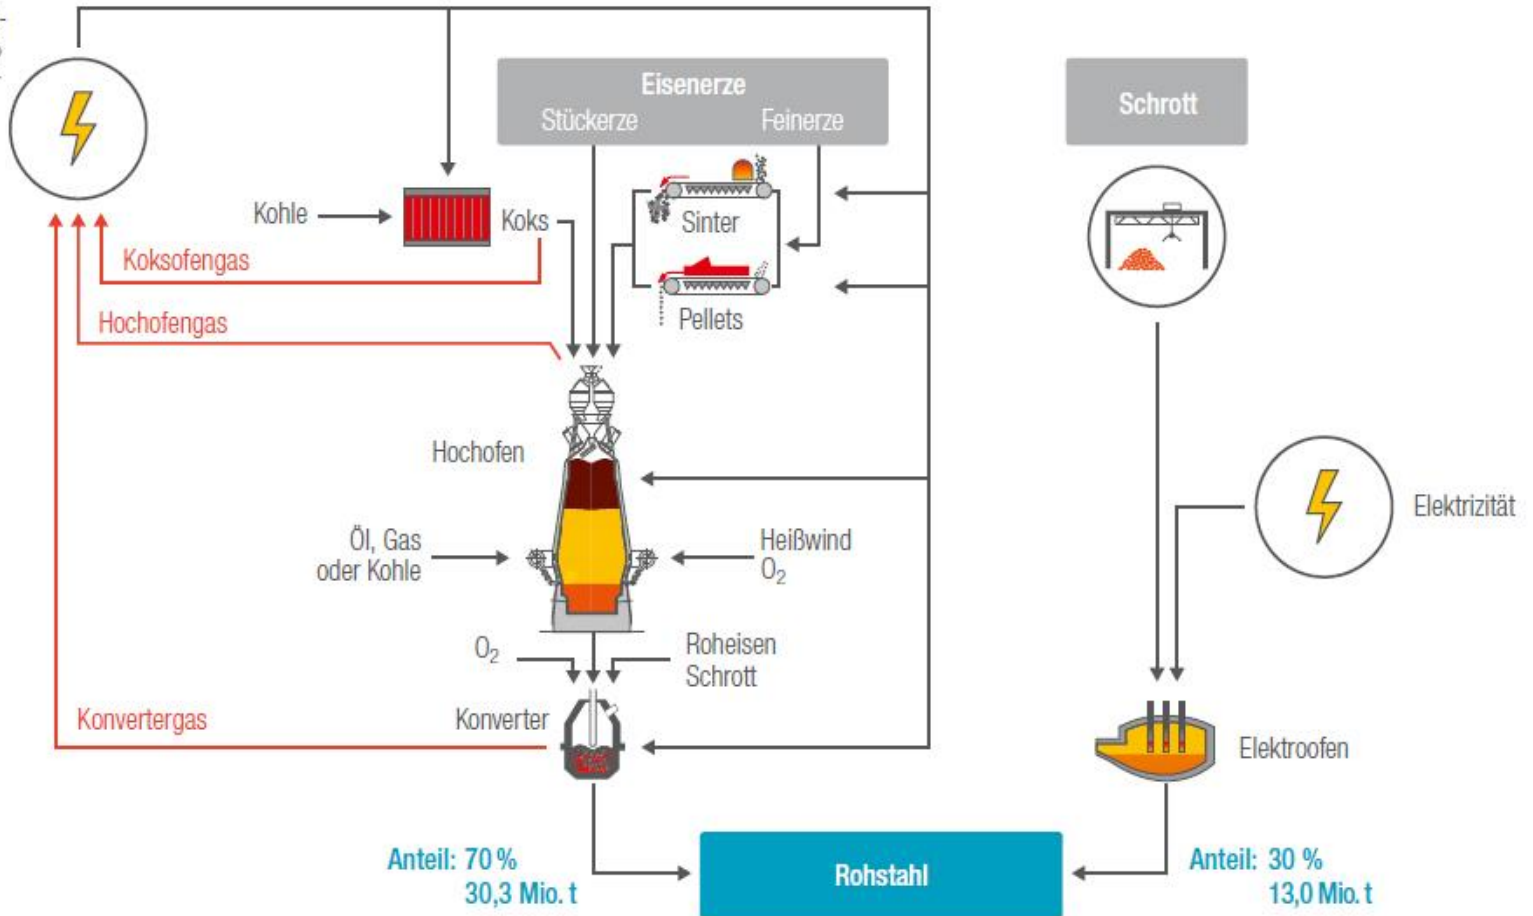 Eisenerze
Stückerze Feinerze
Schrott
Kohle
Koks
Sinter
Koksofengas
Pellets
Hochofengas
Hochofen
Elektrizität
Öl, Gas
oder Kohle
Heißwind
O₂
O₂
Roheisen
Schrott
Konvertergas
Konverter
Elektroofen
Anteil: 70 %
30,3 Mio. t
Rohstahl
Anteil: 30 %
13,0 Mio. t